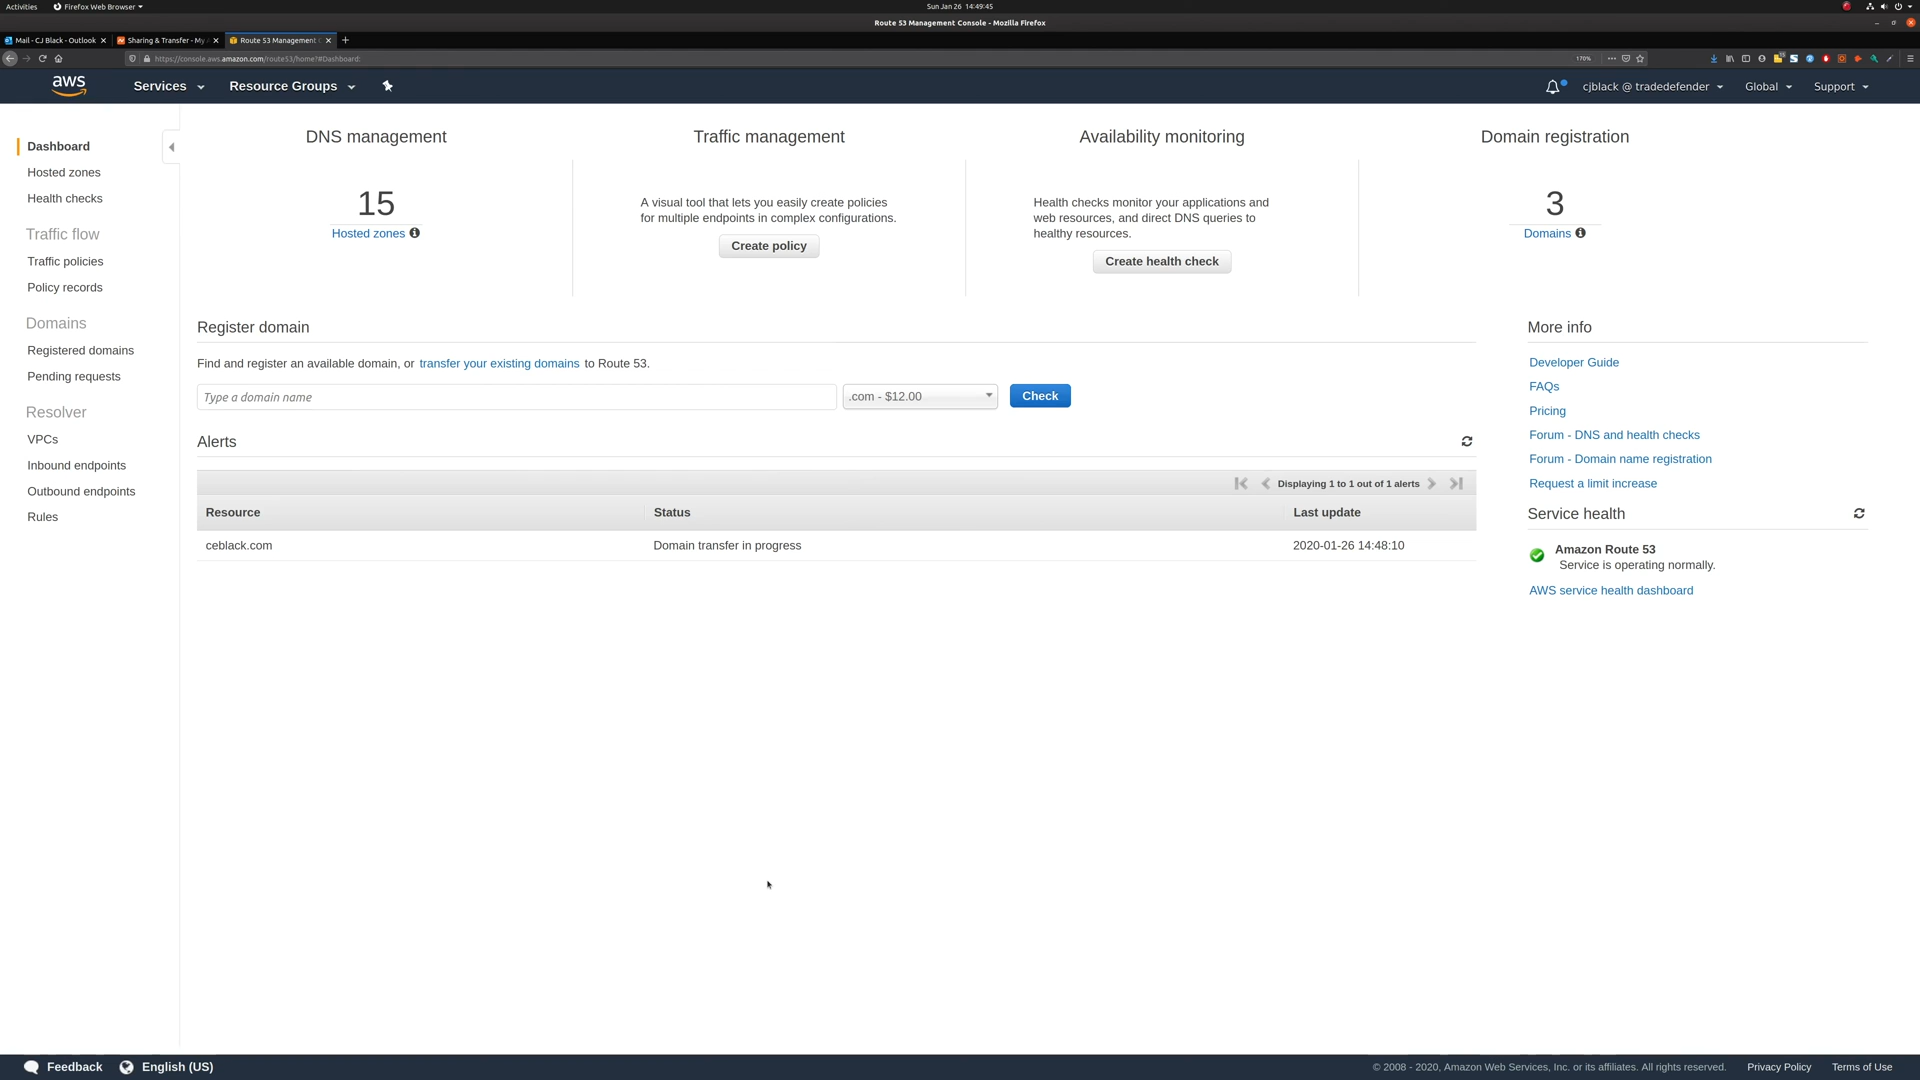 Activities
Firefox Web Browser
Sun Jan 26 14:49:45
Route 53 Management Console - Mozilla Firefox
Mail - CJ Black - Outlook
Sharing & Transfer - My
Route 53 Management
https://console.aws.amazon.com/route53/home?#Dashboard:
170%
aws
Services
Resource Groups
cjblack @ tradedefender
Global
Support
Dashboard
Hosted zones
Health checks
Traffic flow
Traffic policies
Policy records
Domains
Registered domains
Pending requests
Resolver
VPCs
Inbound endpoints
Outbound endpoints
Rules
DNS management
15
Hosted zones
Traffic management
A visual tool that lets you easily create policies
for multiple endpoints in complex configurations.
Create policy
Availability monitoring
Health checks monitor your applications and
web resources, and direct DNS queries to
healthy resources.
Create health check
Domain registration
3
Domains
Register domain
Find and register an available domain, or transfer your existing domains to Route 53.
Type a domain name
.com - $12.00
Check
Alerts
Displaying 1 to 1 out of 1 alerts
Resource Status Last update
ceblack.com Domain transfer in progress 2020-01-26 14:48:10
More info
Developer Guide
FAQs
Pricing
Forum - DNS and health checks
Forum - Domain name registration
Request a limit increase
Service health
Amazon Route 53
Service is operating normally.
AWS service health dashboard
Feedback
English (US)
© 2008 - 2020, Amazon Web Services, Inc. or its affiliates. All rights reserved.
Privacy Policy
Terms of Use